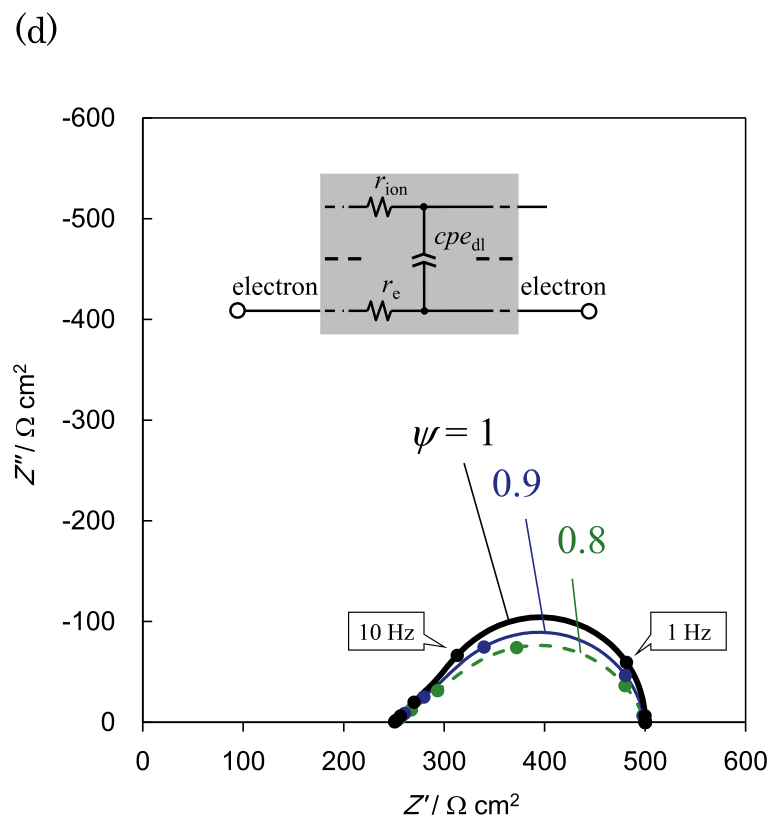 (d)
-600
-500
-400
-300
-200
-100
0
Z''/ Ω cm²
r_ion
cpe_dl
electron
r_e
electron
ψ = 1
0.9
0.8
10 Hz
1 Hz
0 100 200 300 400 500 600
Z'/ Ω cm²